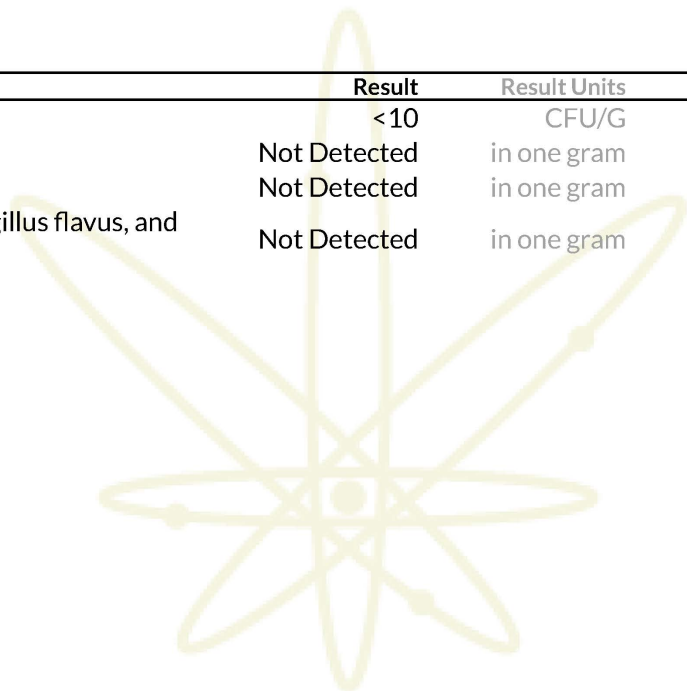 Result Result Units
<10 CFU/G
Not Detected in one gram
Not Detected in one gram
illus flavus, and
Not Detected in one gram